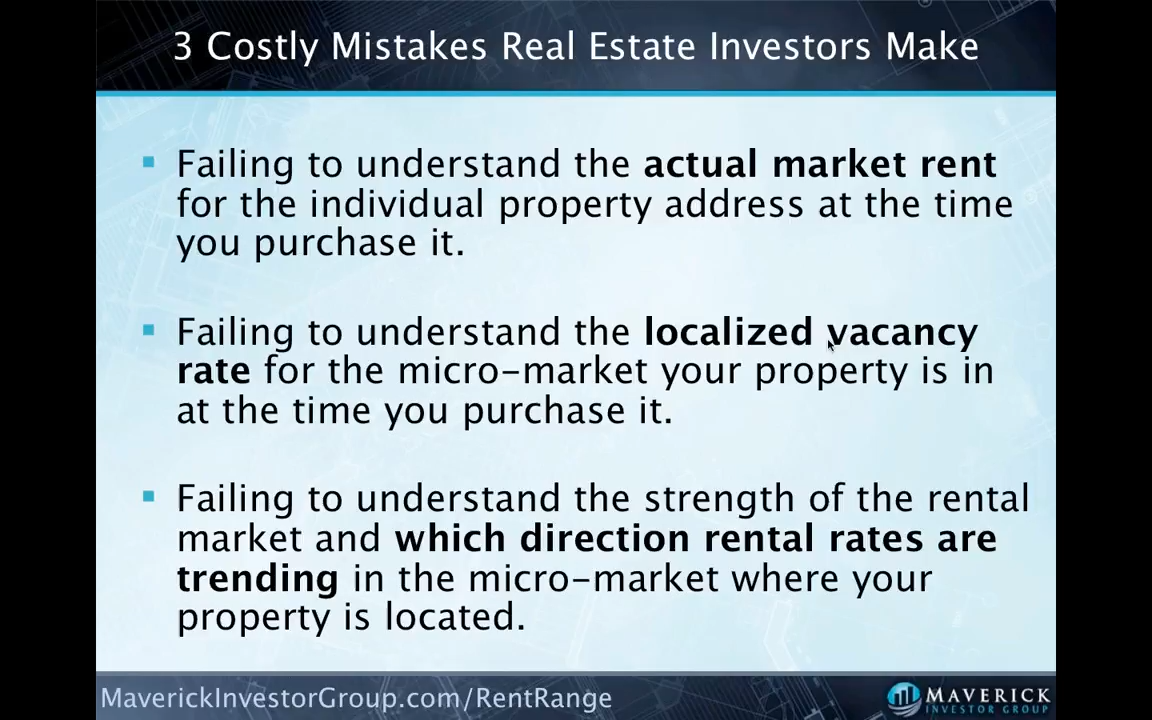 3 Costly Mistakes Real Estate Investors Make
▪ Failing to understand the actual market rent
for the individual property address at the time
you purchase it.
▪ Failing to understand the localized vacancy
rate for the micro-market your property is in
at the time you purchase it.
▪ Failing to understand the strength of the rental
market and which direction rental rates are
trending in the micro-market where your
property is located.
MaverickInvestorGroup.com/RentRange
MAVERICK
INVESTOR GROUP